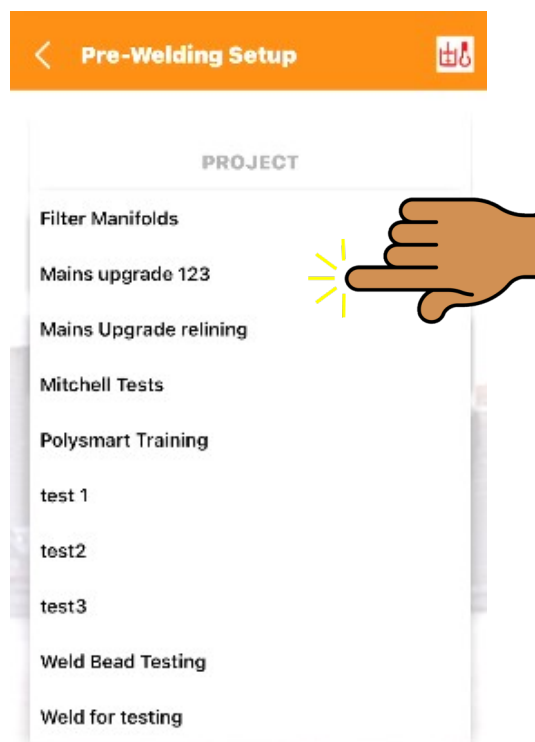 Pre-Welding Setup
PROJECT
Filter Manifolds
Mains upgrade 123
Mains Upgrade relining
Mitchell Tests
Polysmart Training
test 1
test2
test3
Weld Bead Testing
Weld for testing